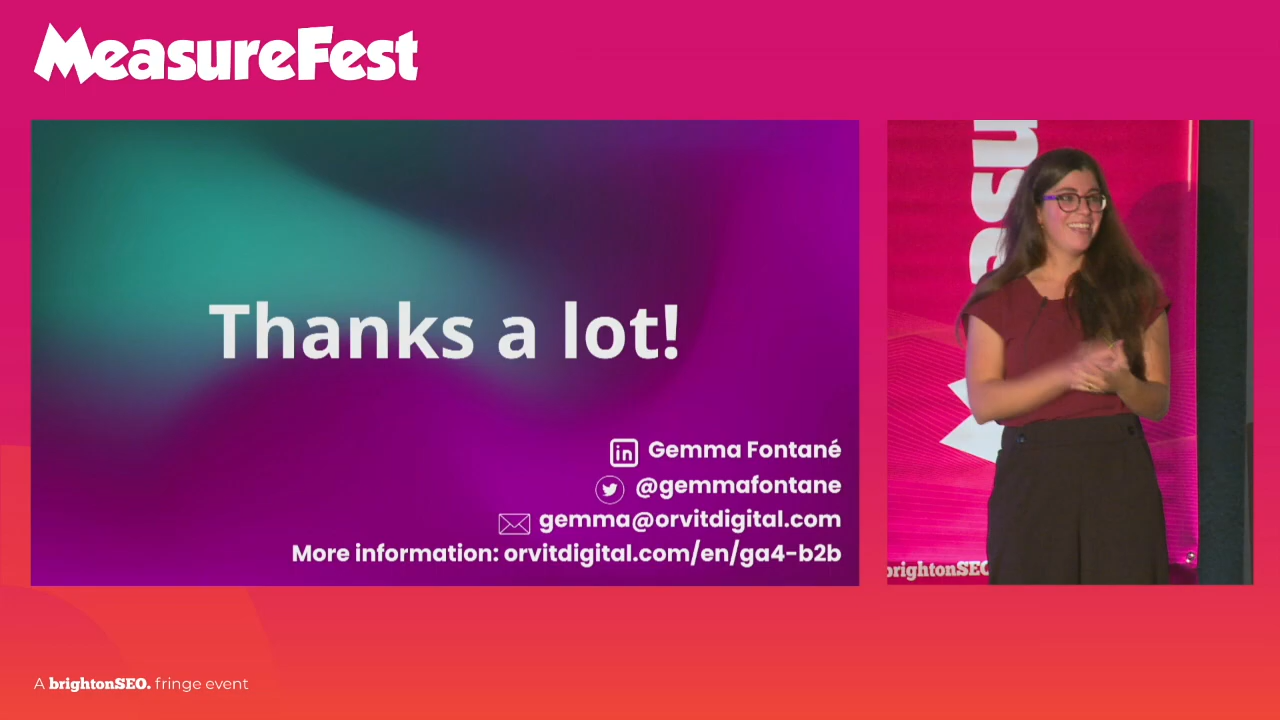 MeasureFest
Thanks a lot!
in Gemma Fontané
@gemmafontane
gemma@orvitdigital.com
More information: orvitdigital.com/en/ga4-b2b
brightonSEO
A brightonSEO. fringe event